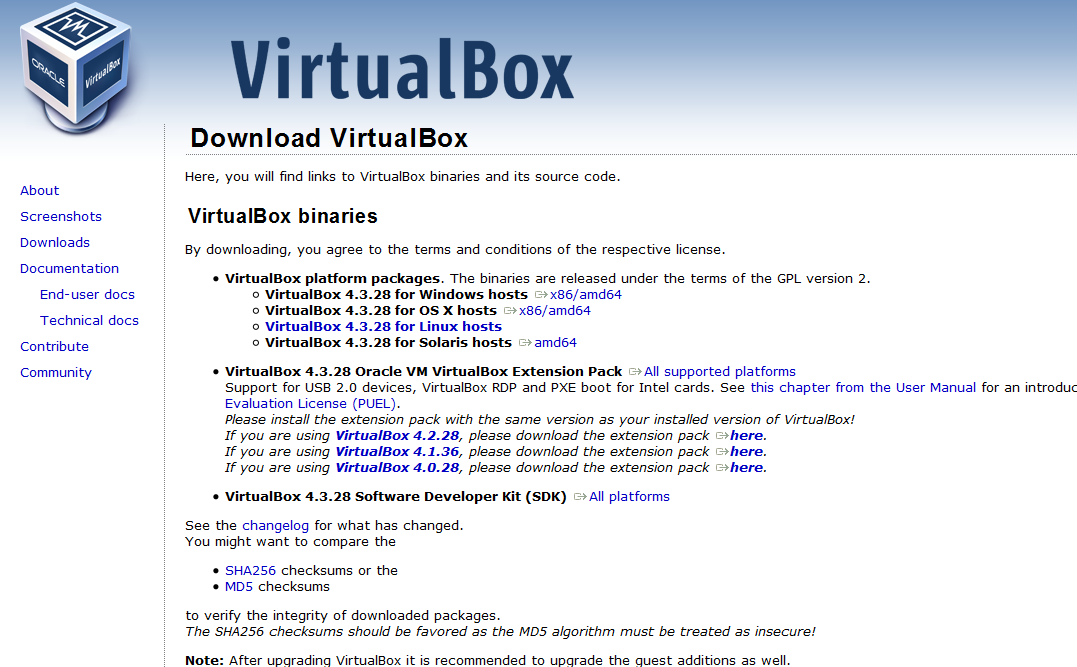 ORACLE
VirtualBox
VirtualBox
Download VirtualBox
Here, you will find links to VirtualBox binaries and its source code.
About
Screenshots
Downloads
Documentation
End-user docs
Technical docs
Contribute
Community
VirtualBox binaries
By downloading, you agree to the terms and conditions of the respective license.
• VirtualBox platform packages. The binaries are released under the terms of the GPL version 2.
○ VirtualBox 4.3.28 for Windows hosts x86/amd64
○ VirtualBox 4.3.28 for OS X hosts x86/amd64
○ VirtualBox 4.3.28 for Linux hosts
○ VirtualBox 4.3.28 for Solaris hosts amd64
• VirtualBox 4.3.28 Oracle VM VirtualBox Extension Pack All supported platforms
Support for USB 2.0 devices, VirtualBox RDP and PXE boot for Intel cards. See this chapter from the User Manual for an introduc
Evaluation License (PUEL).
Please install the extension pack with the same version as your installed version of VirtualBox!
If you are using VirtualBox 4.2.28, please download the extension pack here.
If you are using VirtualBox 4.1.36, please download the extension pack here.
If you are using VirtualBox 4.0.28, please download the extension pack here.
• VirtualBox 4.3.28 Software Developer Kit (SDK) All platforms
See the changelog for what has changed.
You might want to compare the
• SHA256 checksums or the
• MD5 checksums
to verify the integrity of downloaded packages.
The SHA256 checksums should be favored as the MD5 algorithm must be treated as insecure!
Note: After upgrading VirtualBox it is recommended to upgrade the guest additions as well.